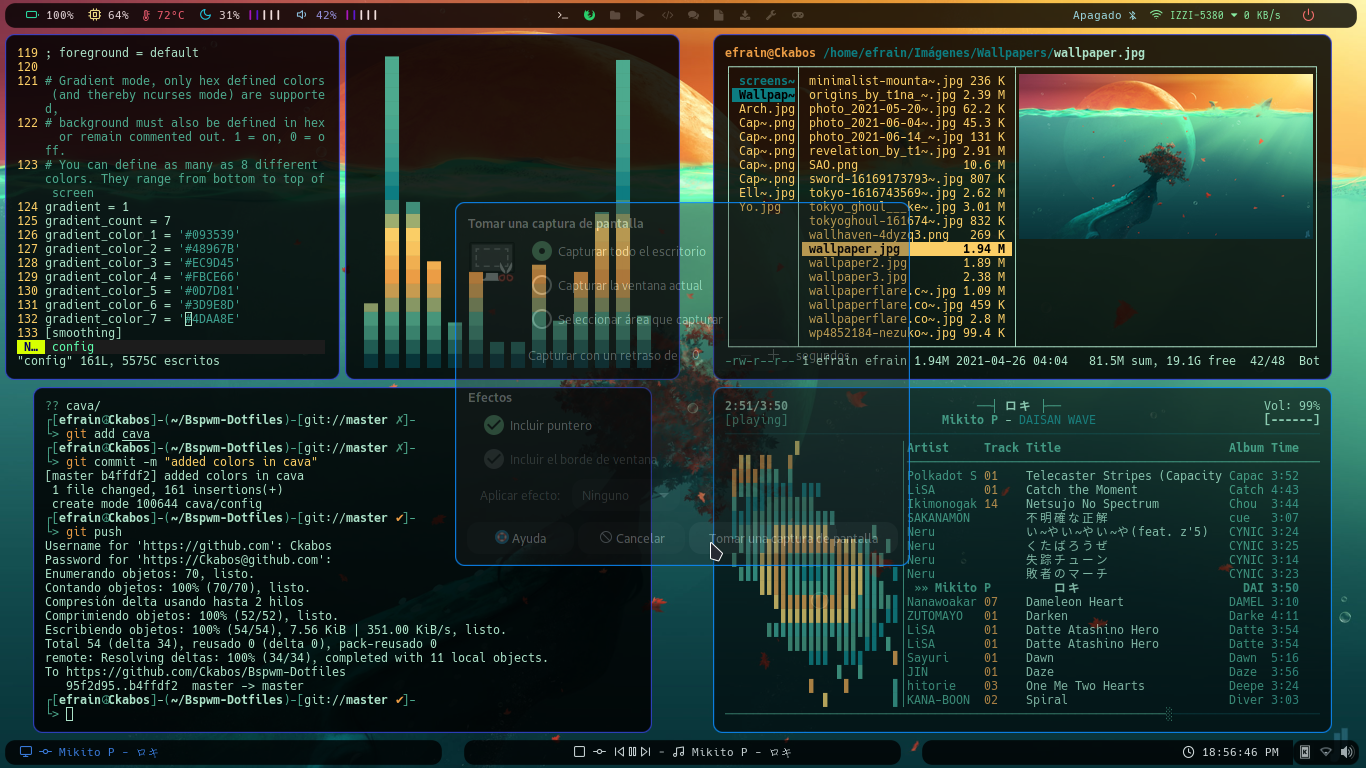 100% 64% 72°C 31% 42%
Apagado IZZI-5380 0 KB/s
119 ; foreground = default
120
121 # Gradient mode, only hex defined colors
(and thereby ncurses mode) are supporte
d,
122 # background must also be defined in hex
or remain commented out. 1 = on, 0 = o
ff.
123 # You can define as many as 8 different
colors. They range from bottom to top of
screen
124 gradient = 1
125 gradient_count = 7
126 gradient_color_1 = '#093539'
127 gradient_color_2 = '#48967B'
128 gradient_color_3 = '#EC9D45'
129 gradient_color_4 = '#FBCE66'
130 gradient_color_5 = '#0D7D81'
131 gradient_color_6 = '#3D9E8D'
132 gradient_color_7 = '#4DAA8E'
133 [smoothing]
N… config
"config" 161L, 5575C escritos
efrain@Ckabos /home/efrain/Imágenes/Wallpapers/wallpaper.jpg
screens~
Wallpap~
Arch.jpg
Cap~.png
Cap~.png
Cap~.png
Cap~.png
Cap~.png
Ell~.jpg
Yo.jpg
minimalist-mounta~.jpg 236 K
origins_by_t1na_~.jpg 2.39 M
photo_2021-05-20~.jpg 62.2 K
photo_2021-06-04~.jpg 45.3 K
photo_2021-06-14_~.jpg 131 K
revelation_by_t1~.jpg 2.91 M
SAO.png 10.6 M
sword-16169173793~.jpg 807 K
tokyo-1616743569~.jpg 2.62 M
tokyo_ghoul___ke~.jpg 3.01 M
tokyoghoul-161674~.jpg 832 K
wallhaven-4dyzg3.png 269 K
wallpaper.jpg 1.94 M
wallpaper2.jpg 1.89 M
wallpaper3.jpg 2.38 M
wallpaperflare.c~.jpg 1.09 M
wallpaperflare.co~.jpg 459 K
wallpaperflare.co~.jpg 2.8 M
wp4852184-nezuko~.jpg 99.4 K
-rw-r--r-- 1 efrain efrain 1.94M 2021-04-26 04:04 81.5M sum, 19.1G free 42/48 Bot
Tomar una captura de pantalla
Capturar todo el escritorio
Capturar la ventana actual
Seleccionar área que capturar
Capturar con un retraso de 0 segundos
Efectos
Incluir puntero
Incluir el borde de ventana
Aplicar efecto: Ninguno
Ayuda Cancelar Tomar una captura de pantalla
?? cava/
[efrain@Ckabos]-(~/Bspwm-Dotfiles)-[git://master ✗]-
git add cava
[efrain@Ckabos]-(~/Bspwm-Dotfiles)-[git://master ✗]-
git commit -m "added colors in cava"
[master b4ffdf2] added colors in cava
1 file changed, 161 insertions(+)
create mode 100644 cava/config
[efrain@Ckabos]-(~/Bspwm-Dotfiles)-[git://master ✔]-
git push
Username for 'https://github.com': Ckabos
Password for 'https://Ckabos@github.com':
Enumerando objetos: 70, listo.
Contando objetos: 100% (70/70), listo.
Compresión delta usando hasta 2 hilos
Comprimiendo objetos: 100% (52/52), listo.
Escribiendo objetos: 100% (54/54), 7.56 KiB | 351.00 KiB/s, listo.
Total 54 (delta 34), reusado 0 (delta 0), pack-reusado 0
remote: Resolving deltas: 100% (34/34), completed with 11 local objects.
To https://github.com/Ckabos/Bspwm-Dotfiles
95f2d95..b4ffdf2 master -> master
[efrain@Ckabos]-(~/Bspwm-Dotfiles)-[git://master ✔]-
2:51/3:50 ロキ Vol: 99%
[playing] Mikito P - DAISAN WAVE [------]
Artist Track Title Album Time
Polkadot S 01 Telecaster Stripes (Capacity Capac 3:52
LiSA 01 Catch the Moment Catch 4:43
Ikimonogak 14 Netsujo No Spectrum Chou 3:44
SAKANAMON 不明確な正解 cue 3:07
Neru い~や い~や い~や(feat. z'5) CYNIC 3:24
Neru くたばろうぜ CYNIC 3:25
Neru 失踪チューン CYNIC 3:14
Neru 敗者のマーチ CYNIC 3:23
»» Mikito P ロキ DAI 3:50
Nanawoakar 07 Dameleon Heart DAMEL 3:10
ZUTOMAYO 01 Darken Darke 4:11
LiSA 01 Datte Atashino Hero Datte 3:54
LiSA 01 Datte Atashino Hero Datte 3:54
Sayuri 01 Dawn Dawn 5:16
JIN 01 Daze Daze 3:56
hitorie 03 One Me Two Hearts Deepe 3:24
KANA-BOON 02 Spiral Diver 3:03
Mikito P - ロキ
- Mikito P - ロキ
18:56:46 PM